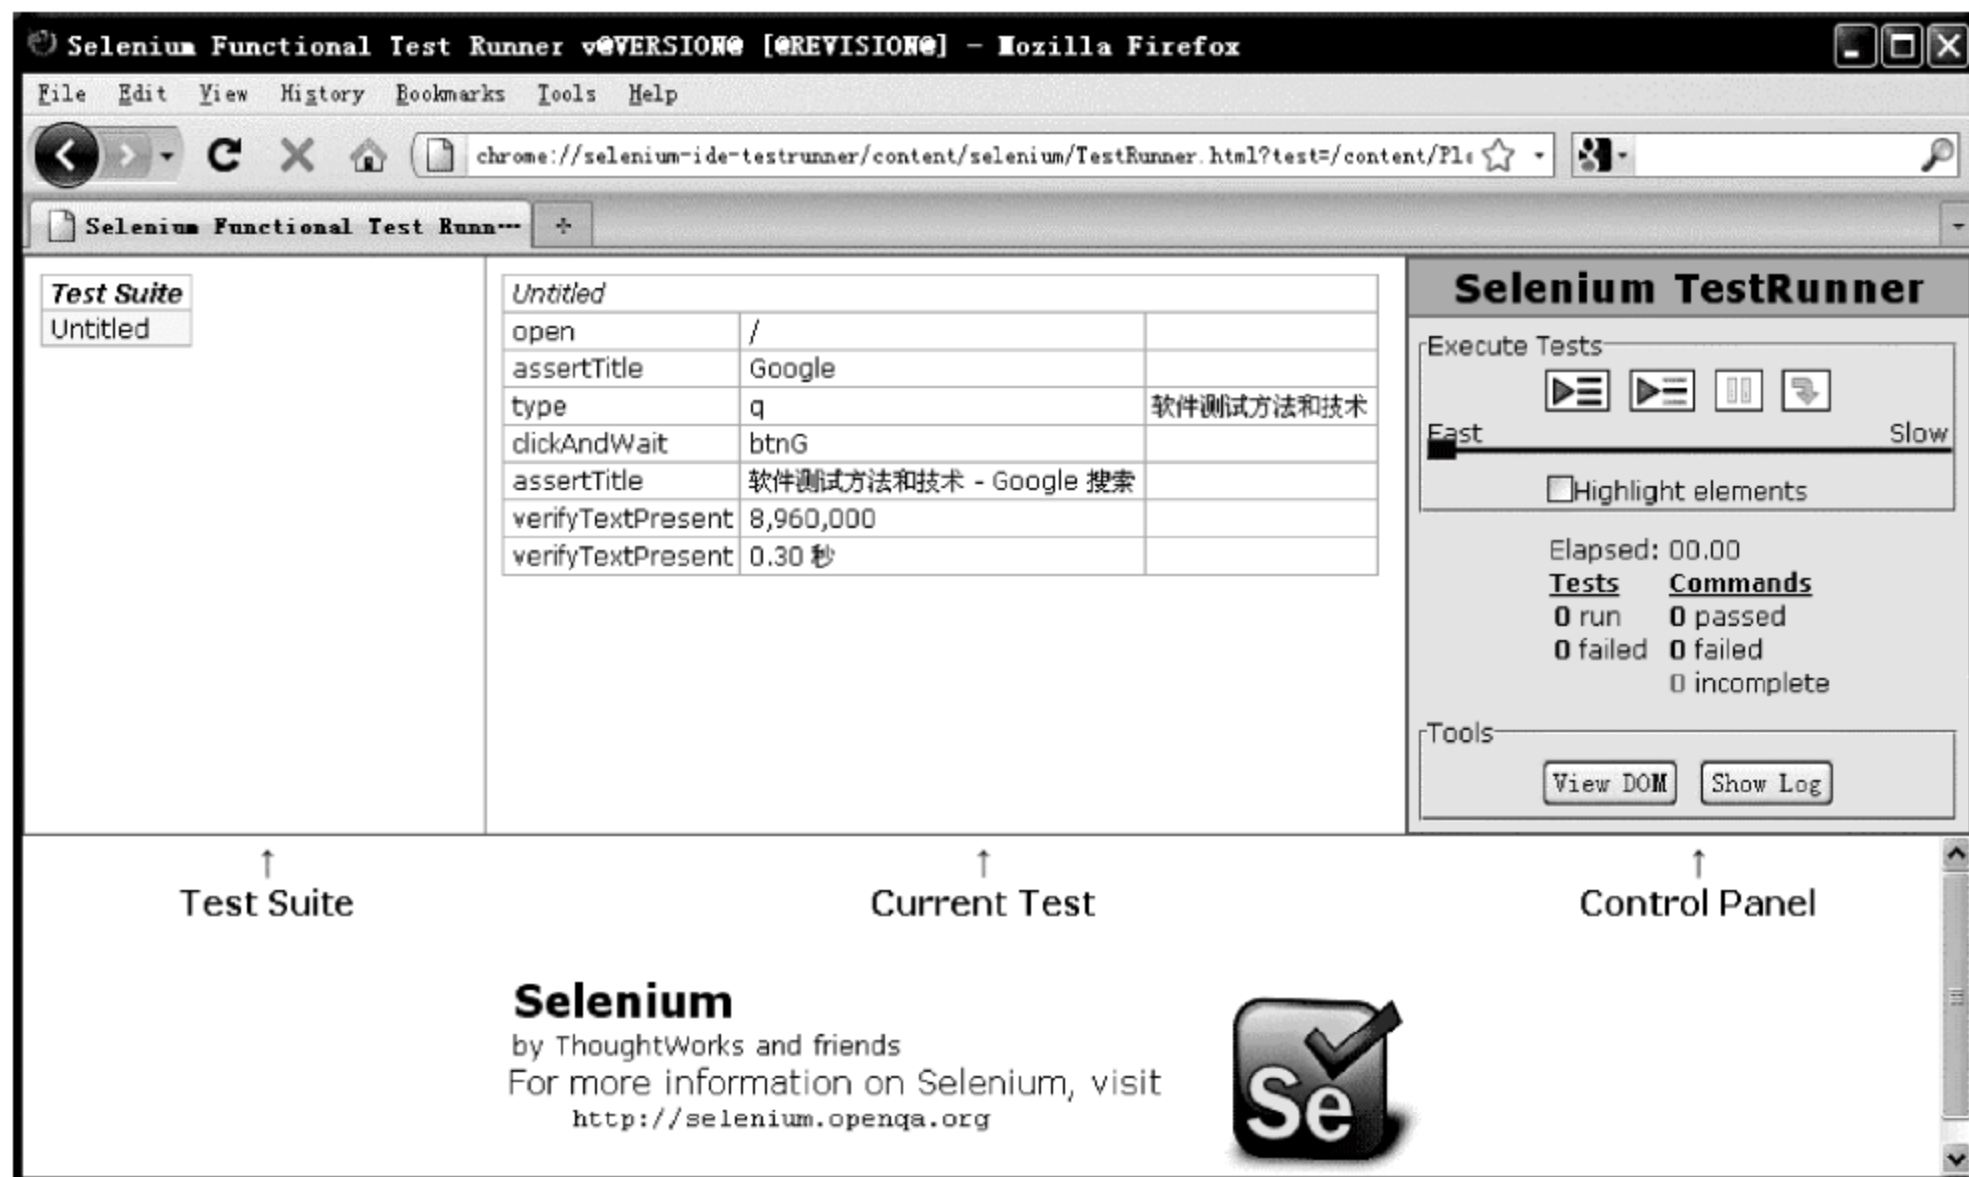 Selenium Functional Test Runner v@VERSION@ [@REVISION@] - Mozilla Firefox
File Edit View History Bookmarks Tools Help
chrome://selenium-ide-testrunner/content/selenium/TestRunner.html?test=/content/Pl
Selenium Functional Test Runn···
Test Suite
Untitled
Untitled
open /
assertTitle Google
type q 软件测试方法和技术
clickAndWait btnG
assertTitle 软件测试方法和技术 - Google 搜索
verifyTextPresent 8,960,000
verifyTextPresent 0.30 秒
Selenium TestRunner
Execute Tests
Fast Slow
Highlight elements
Elapsed: 00.00
Tests Commands
0 run 0 passed
0 failed 0 failed
0 incomplete
Tools
View DOM Show Log
↑ ↑ ↑
Test Suite Current Test Control Panel
Selenium
by ThoughtWorks and friends
For more information on Selenium, visit
http://selenium.openqa.org
Se